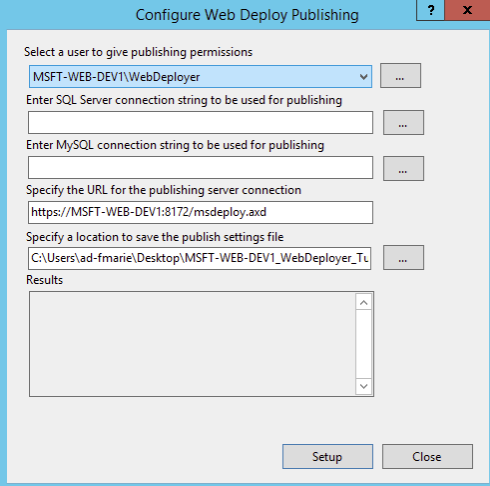 Configure Web Deploy Publishing
? x
Select a user to give publishing permissions
MSFT-WEB-DEV1\WebDeployer
...
Enter SQL Server connection string to be used for publishing
...
Enter MySQL connection string to be used for publishing
...
Specify the URL for the publishing server connection
https://MSFT-WEB-DEV1:8172/msdeploy.axd
Specify a location to save the publish settings file
C:\Users\ad-fmarie\Desktop\MSFT-WEB-DEV1_WebDeployer_Tu
...
Results
Setup
Close